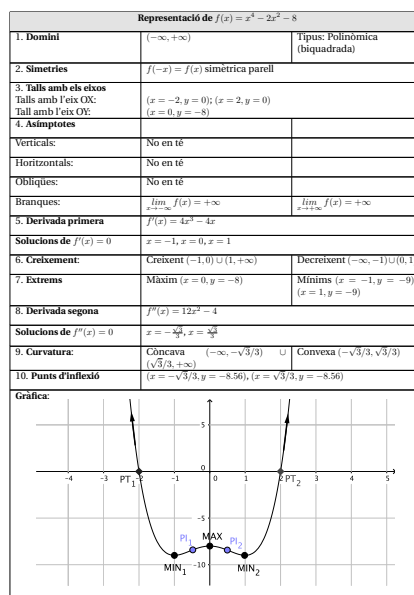 Representació de f(x) = x⁴ − 2x² − 8
1. Domini (−∞,+∞) Tipus: Polinòmica
(biquadrada)
2. Simetries f(−x) = f(x) simètrica parell
3. Talls amb els eixos
Talls amb l'eix OX: (x = −2, y = 0); (x = 2, y = 0)
Tall amb l'eix OY: (x = 0, y = −8)
4. Asímptotes
Verticals: No en té
Horitzontals: No en té
Obliqües: No en té
Branques: lim x→−∞ f(x) = +∞ lim x→+∞ f(x) = +∞
5. Derivada primera f′(x) = 4x³ − 4x
Solucions de f′(x) = 0 x = −1, x = 0, x = 1
6. Creixement: Creixent (−1, 0) ∪ (1,+∞) Decreixent (−∞,−1)∪(0,1
7. Extrems Màxim (x = 0, y = −8) Mínims (x = −1, y = −9)
(x = 1, y = −9)
8. Derivada segona f″(x) = 12x² − 4
Solucions de f″(x) = 0 x = −√3/3, x = √3/3
9. Curvatura: Còncava (−∞,−√3/3) ∪ Convexa (−√3/3,√3/3)
(√3/3,+∞)
10. Punts d'inflexió (x = −√3/3, y = −8.56), (x = √3/3, y = −8.56)
Gràfica:
5
0
-4 -3 -2 -1 0 1 2 3 4 5
PT1 PT2
-5
PI1 MAX PI2
MIN1 MIN2
-10